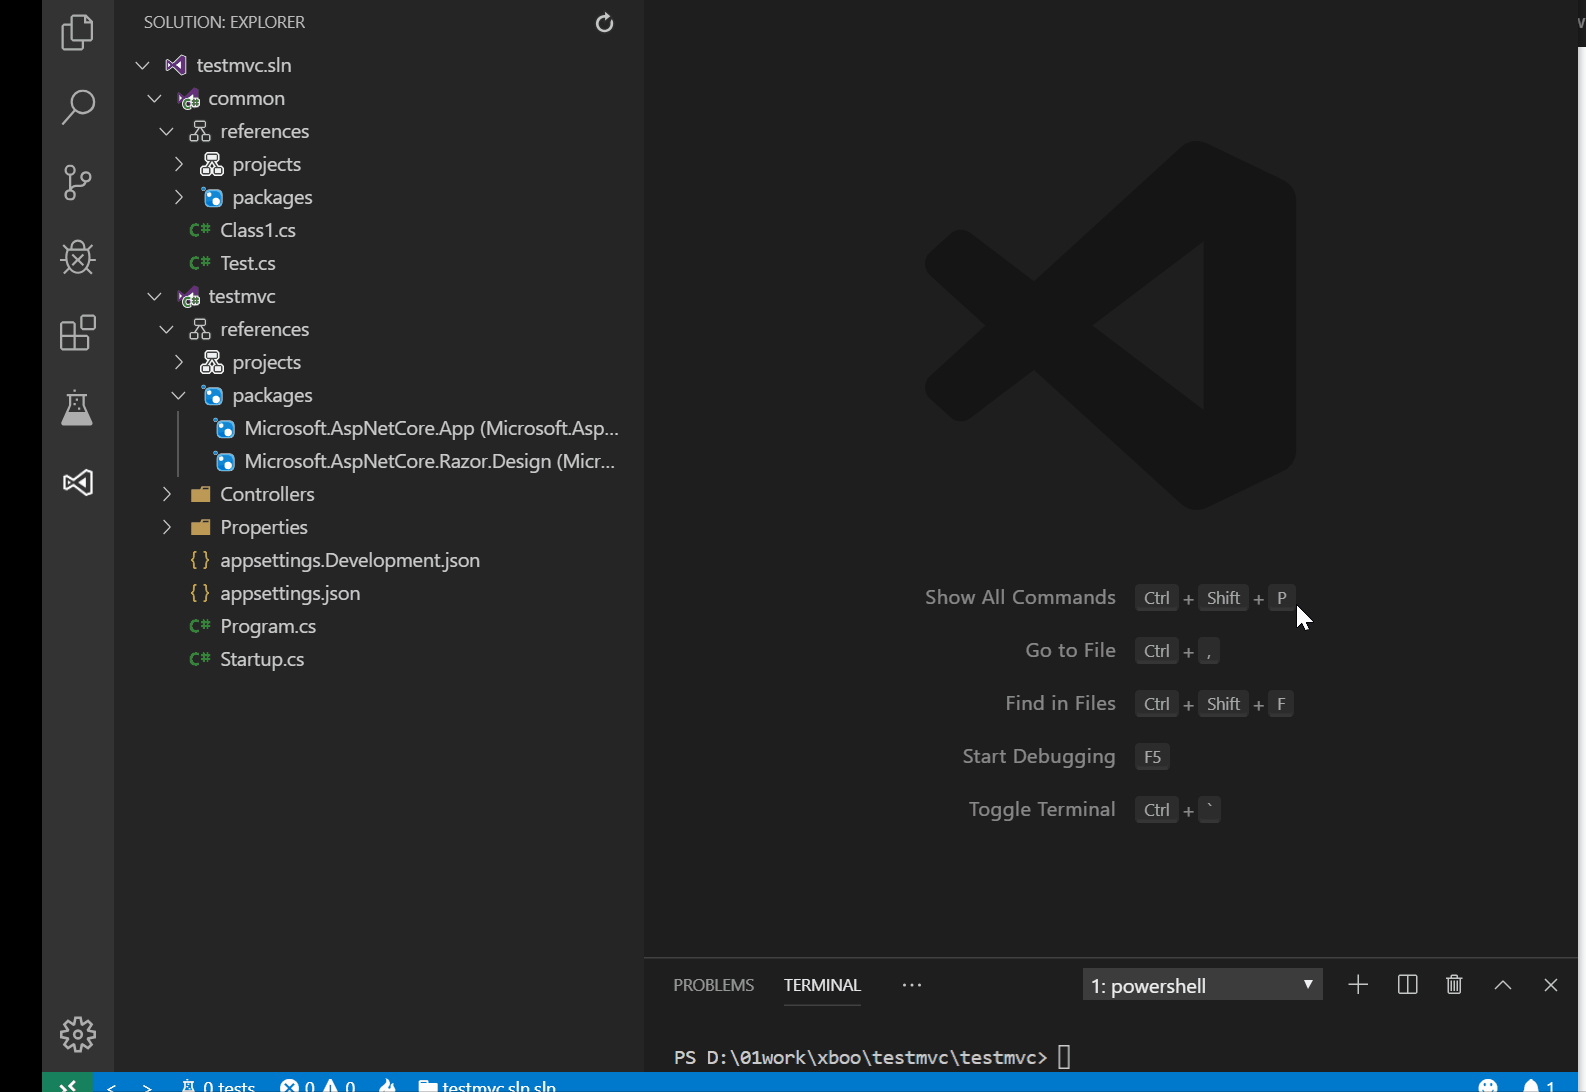 SOLUTION: EXPLORER
testmvc.sln
common
references
projects
packages
C# Class1.cs
C# Test.cs
testmvc
references
projects
packages
Microsoft.AspNetCore.App (Microsoft.Asp...
Microsoft.AspNetCore.Razor.Design (Micr...
Controllers
Properties
{ } appsettings.Development.json
{ } appsettings.json
C# Program.cs
C# Startup.cs
Show All Commands Ctrl + Shift + P
Go to File Ctrl + ,
Find in Files Ctrl + Shift + F
Start Debugging F5
Toggle Terminal Ctrl + `
PROBLEMS TERMINAL ... 1: powershell
PS D:\01work\xboo\testmvc\testmvc>
0 tests 0 0 testmvc.sln.sln 1